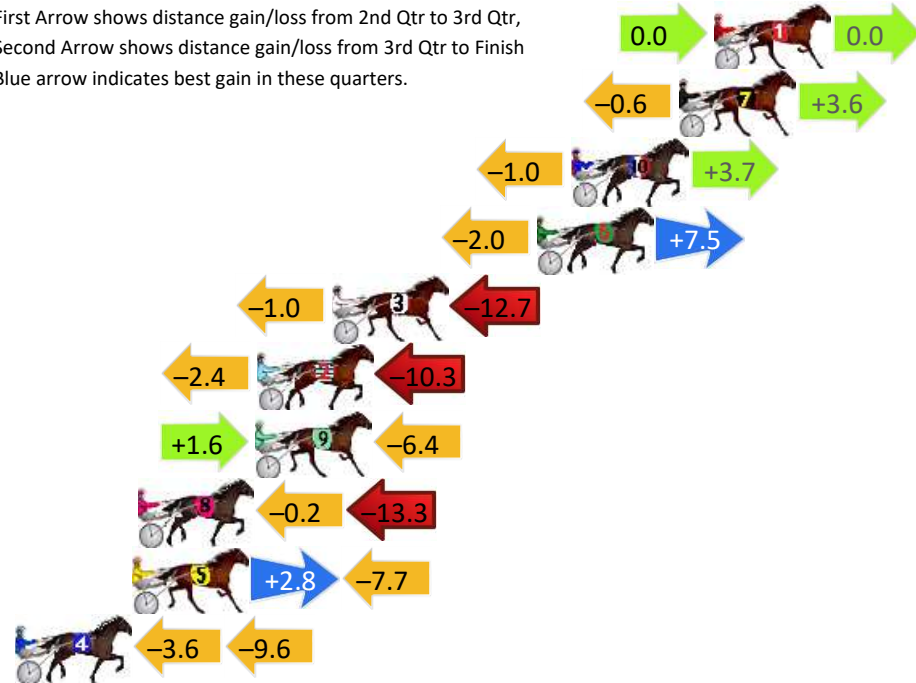 First Arrow shows distance gain/loss from 2nd Qtr to 3rd Qtr,
Second Arrow shows distance gain/loss from 3rd Qtr to Finish
Blue arrow indicates best gain in these quarters.
0.0 1 0.0
–0.6 7 +3.6
–1.0 10 +3.7
–2.0 6 +7.5
–1.0 3 –12.7
–2.4 2 –10.3
+1.6 9 –6.4
8 –0.2 –13.3
5 +2.8 –7.7
4 –3.6 –9.6